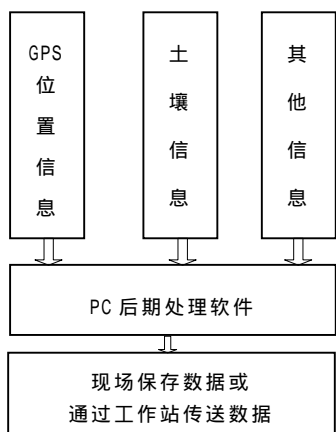 GPS
位
置
信
息
土
壤
信
息
其
他
信
息
PC 后期处理软件
现场保存数据或
通过工作站传送数据